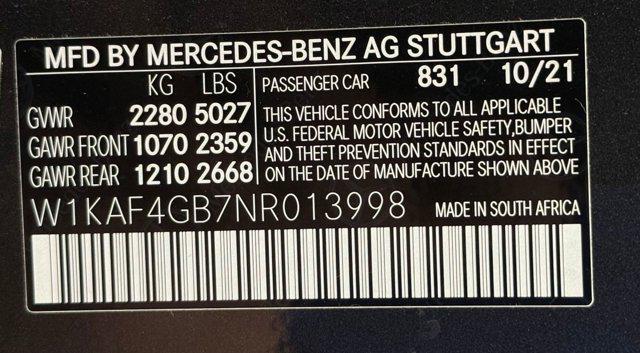 MFD BY MERCEDES-BENZ AG STUTTGART
KG LBS PASSENGER CAR 831 10/21
GVWR 2280 5027
GAWR FRONT 1070 2359
GAWR REAR 1210 2668
THIS VEHICLE CONFORMS TO ALL APPLICABLE
U.S. FEDERAL MOTOR VEHICLE SAFETY,BUMPER
AND THEFT PREVENTION STANDARDS IN EFFECT
ON THE DATE OF MANUFACTURE SHOWN ABOVE
W1KAF4GB7NR013998 MADE IN SOUTH AFRICA